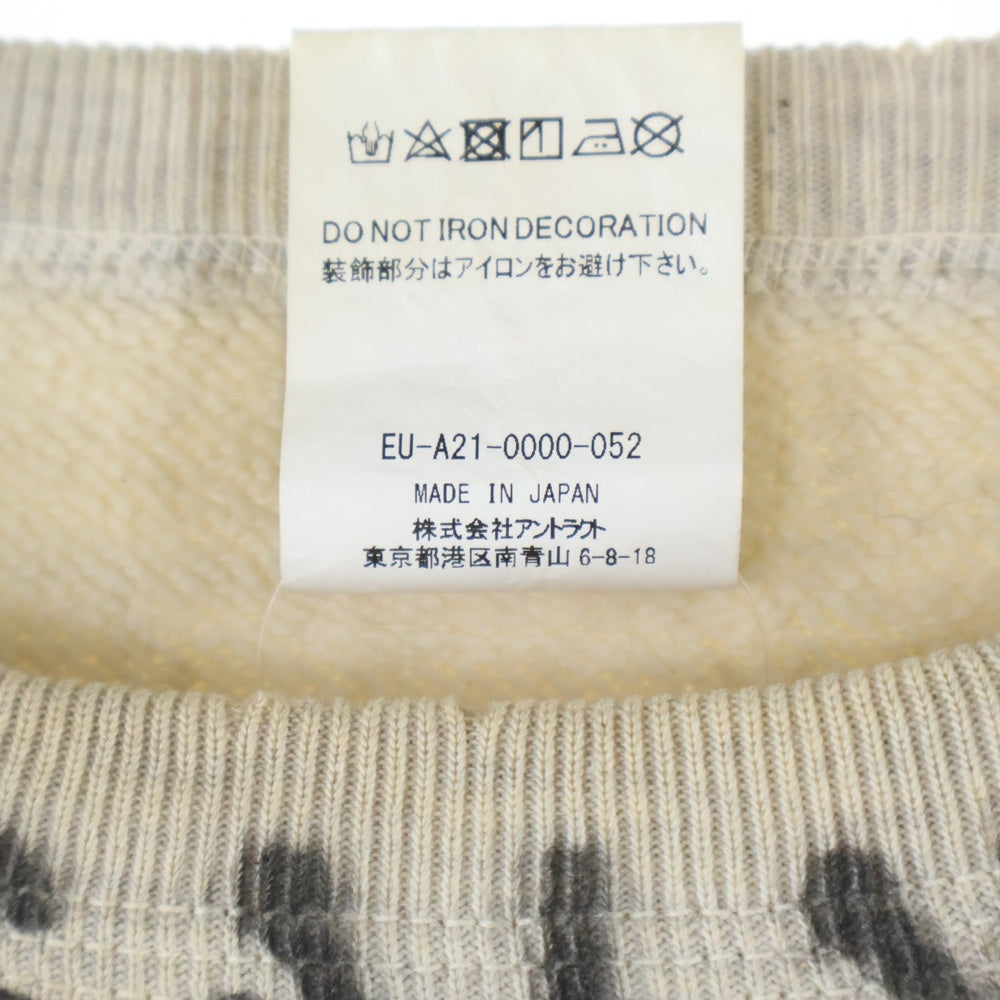 DO NOT IRON DECORATION
装飾部分はアイロンをお避け下さい。
EU-A21-0000-052
MADE IN JAPAN
株式会社アントラクト
東京都港区南青山 6-8-18